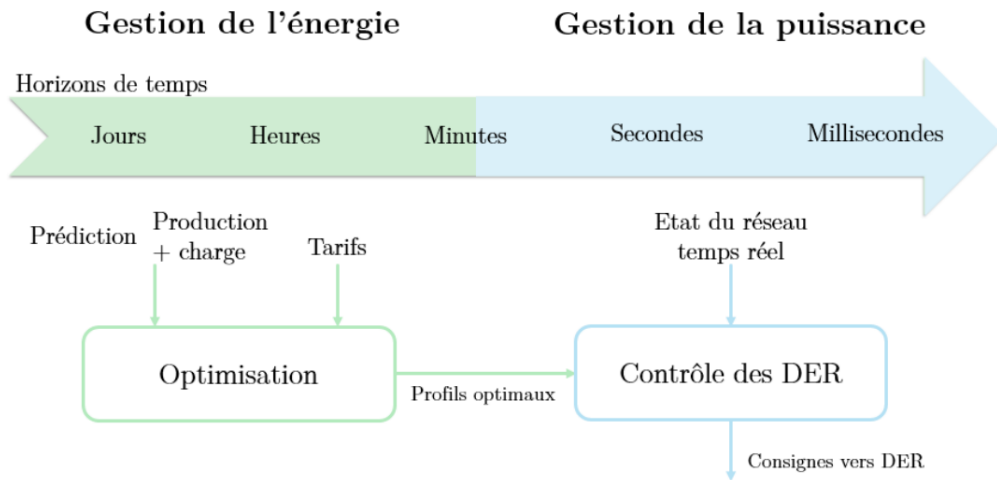 Gestion de l'énergie
Gestion de la puissance
Horizons de temps
Jours
Heures
Minutes
Secondes
Millisecondes
Prédiction
Production
+ charge
Tarifs
Etat du réseau
temps réel
Optimisation
Profils optimaux
Contrôle des DER
Consignes vers DER